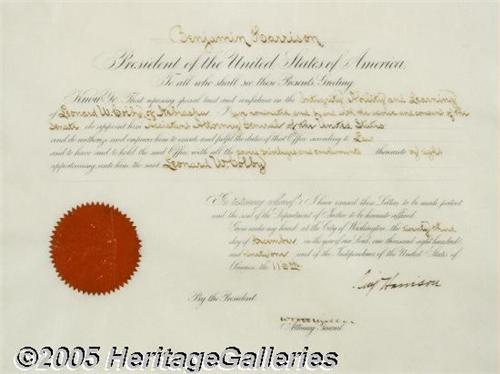 Benjamin Harrison
President of the United States of America.
To all who shall see these Presents, Greeting:
Know Ye: That reposing special trust and confidence in the Integrity, Ability and Learning
of Leonard W. Colby of Nebraska I have nominated and, by and with the advice and consent of the
Senate do appoint him Assistant Attorney General of the United States
and do authorize and empower him to execute and fulfil the duties of that Office according to Law
and to have and to hold the said Office with all the powers, privileges and emoluments thereunto of right
appertaining unto him the said Leonard W. Colby
In testimony whereof, I have caused these Letters to be made patent
and the seal of the Department of Justice to be hereunto affixed.
Given under my hand, at the City of Washington, the twenty third
day of December in the year of our Lord, one thousand eight hundred
and ninety one and of the Independence of the United States of
America the 116th
Benj Harrison
By the President:
Attorney General
©2005 HeritageGalleries